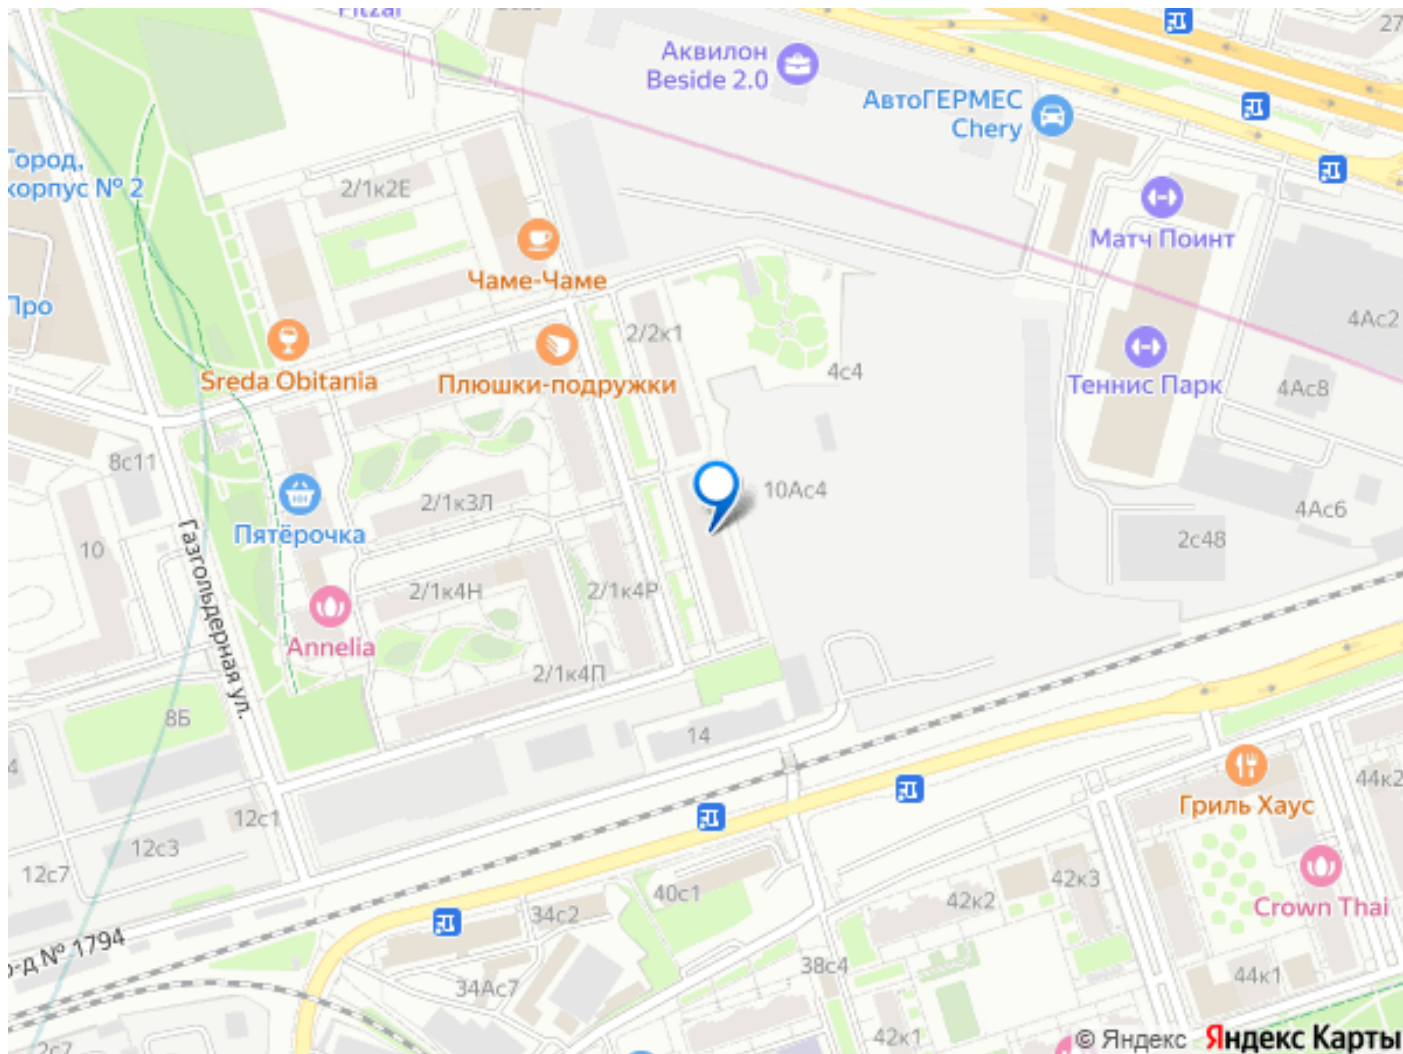 Аквилон
Beside 2.0
27
АвтоГЕРМЕС
Chery
Город,
корпус № 2
2/1к2Е
Матч Поинт
Чаме-Чаме
Про
2/2к1
4Ас2
Sreda Obitania
Плюшки-подружки
4с4
Теннис Парк
4Ас8
8с11
10Ас4
2/1к3Л
4Ас6
Пятёрочка
10
2с48
Газгольдерная ул.
2/1к4Н
2/1к4Р
Annelia
2/1к4П
8Б
14
4
44к2
Гриль Хаус
12с1
12с3
12с7
42к3
40с1
42к2
Crown Thai
34с2
р-д № 1794
38с4
44к1
34Ас7
42к1
2с7
© Яндекс Яндекс Карты